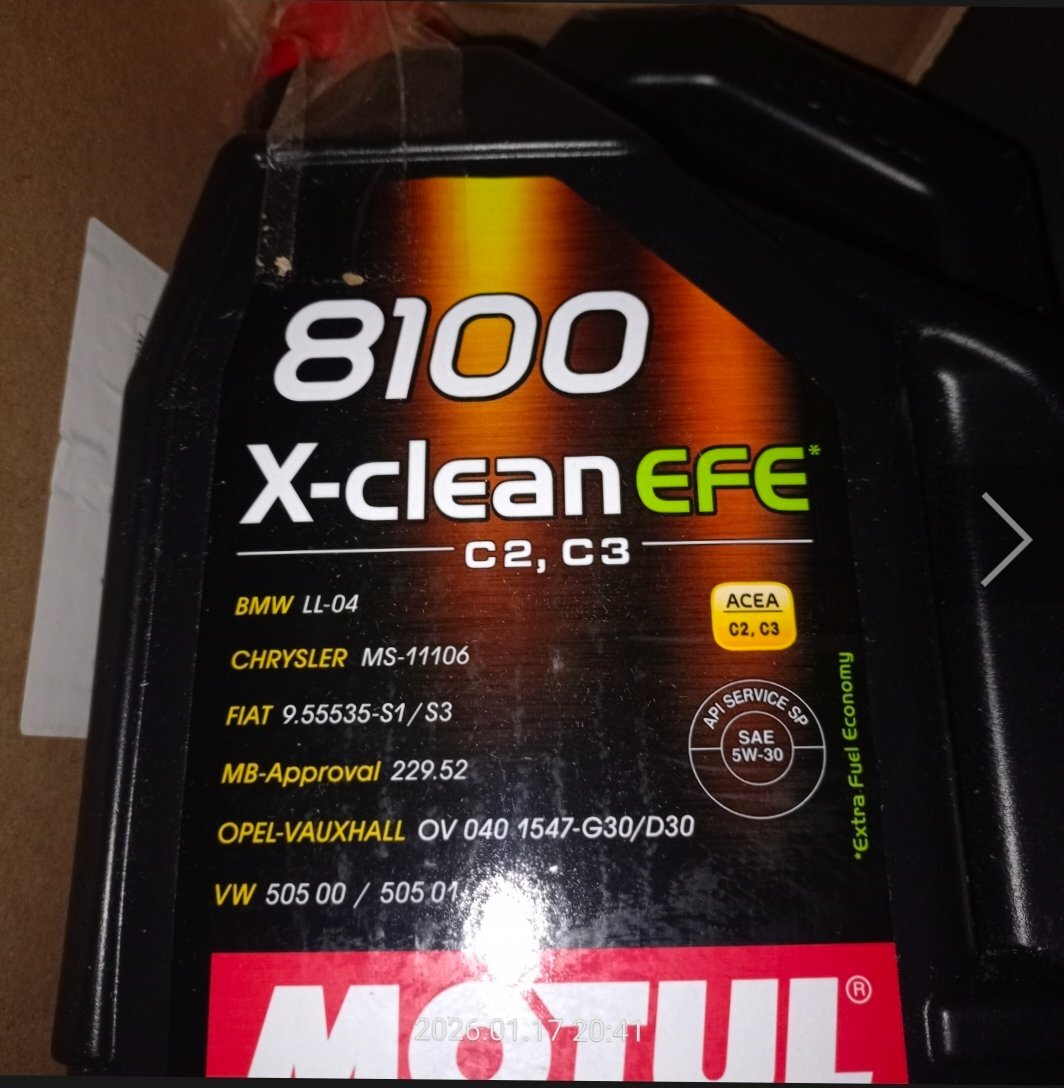 8100
X-clean EFE*
C2, C3
BMW LL-04
CHRYSLER MS-11106
FIAT 9.55535-S1/S3
MB-Approval 229.52
OPEL-VAUXHALL OV 040 1547-G30/D30
VW 505 00 / 505 01
ACEA
C2, C3
API SERVICE SP
SAE
5W-30
*Extra Fuel Economy
MOTUL®
2026.01.17 20:41